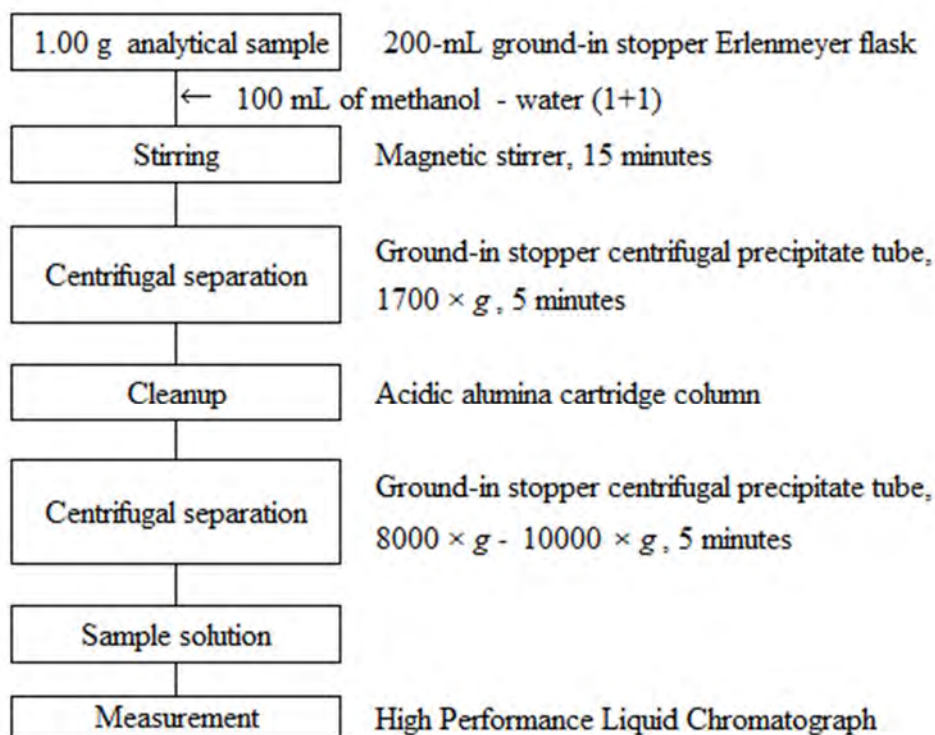 1.00 g analytical sample
200-mL ground-in stopper Erlenmeyer flask
← 100 mL of methanol - water (1+1)
Stirring
Magnetic stirrer, 15 minutes
Centrifugal separation
Ground-in stopper centrifugal precipitate tube,
1700 × g , 5 minutes
Cleanup
Acidic alumina cartridge column
Centrifugal separation
Ground-in stopper centrifugal precipitate tube,
8000 × g - 10000 × g , 5 minutes
Sample solution
Measurement
High Performance Liquid Chromatograph